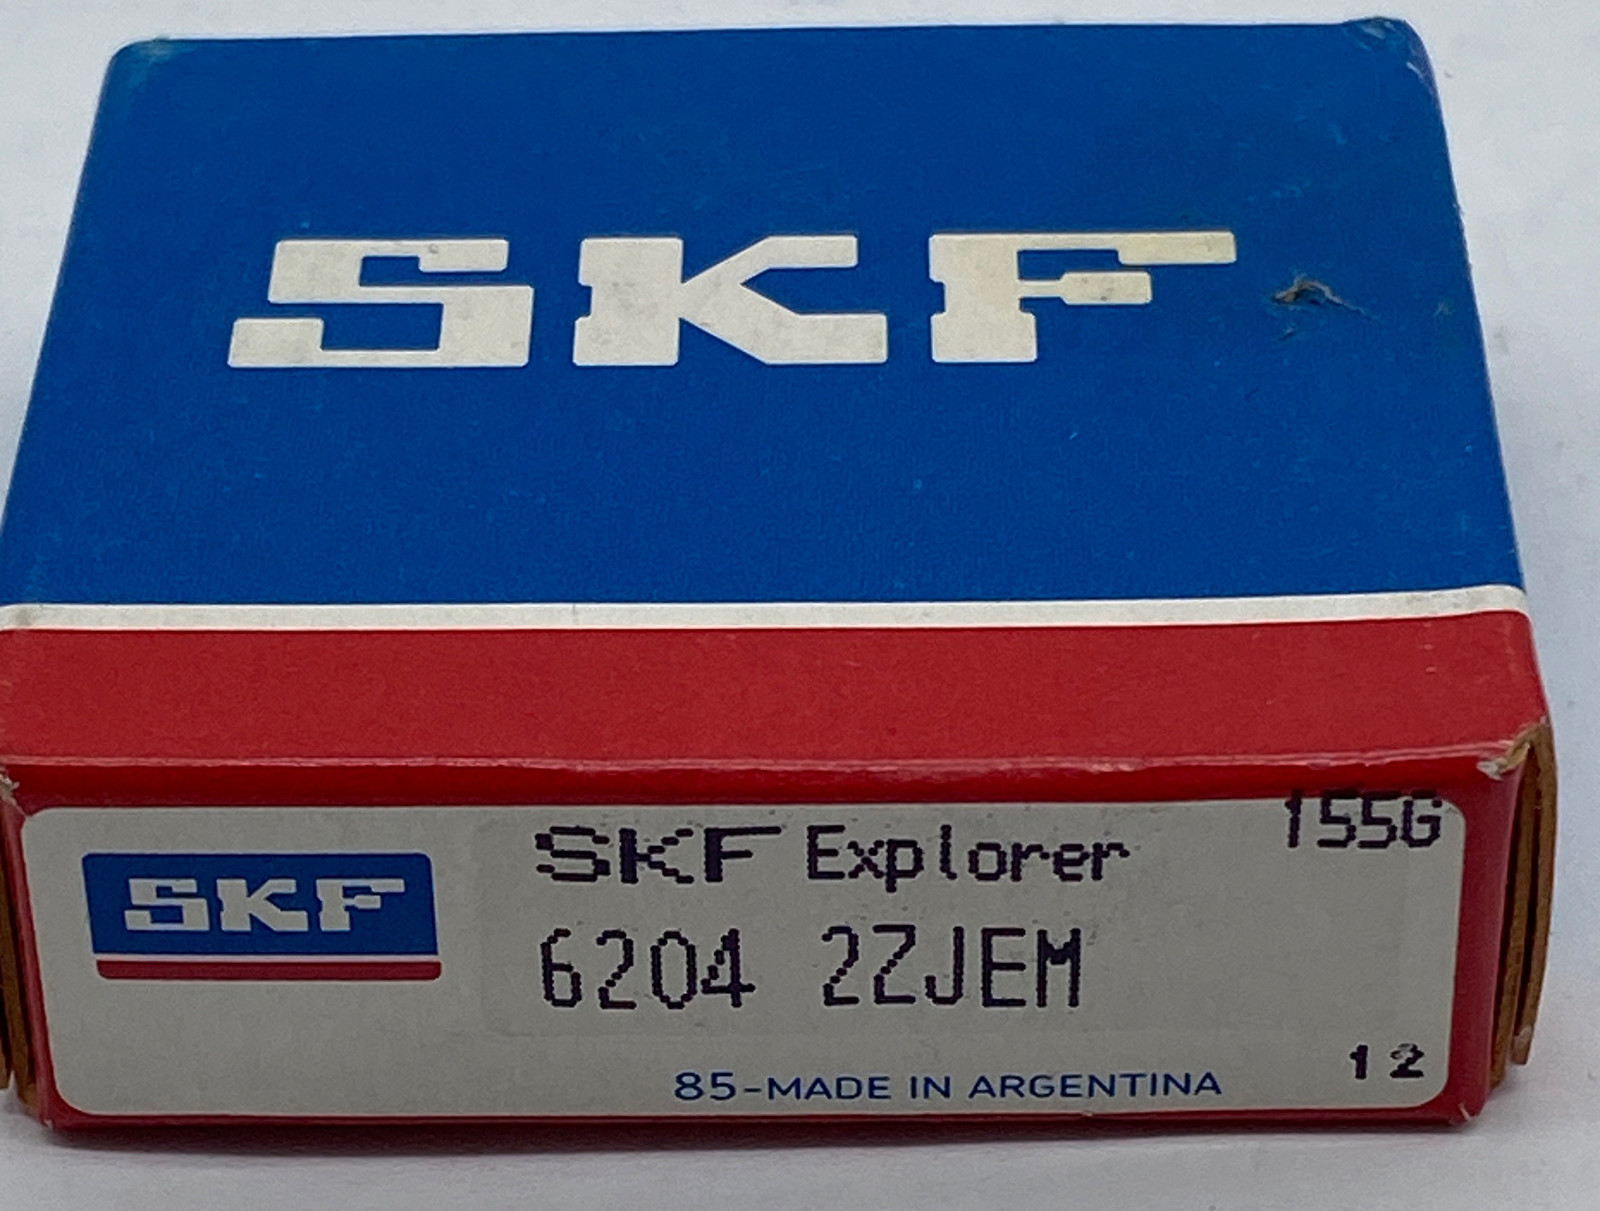 SKF
155G
SKF Explorer
SKF
6204 2ZJEM
12
85-MADE IN ARGENTINA